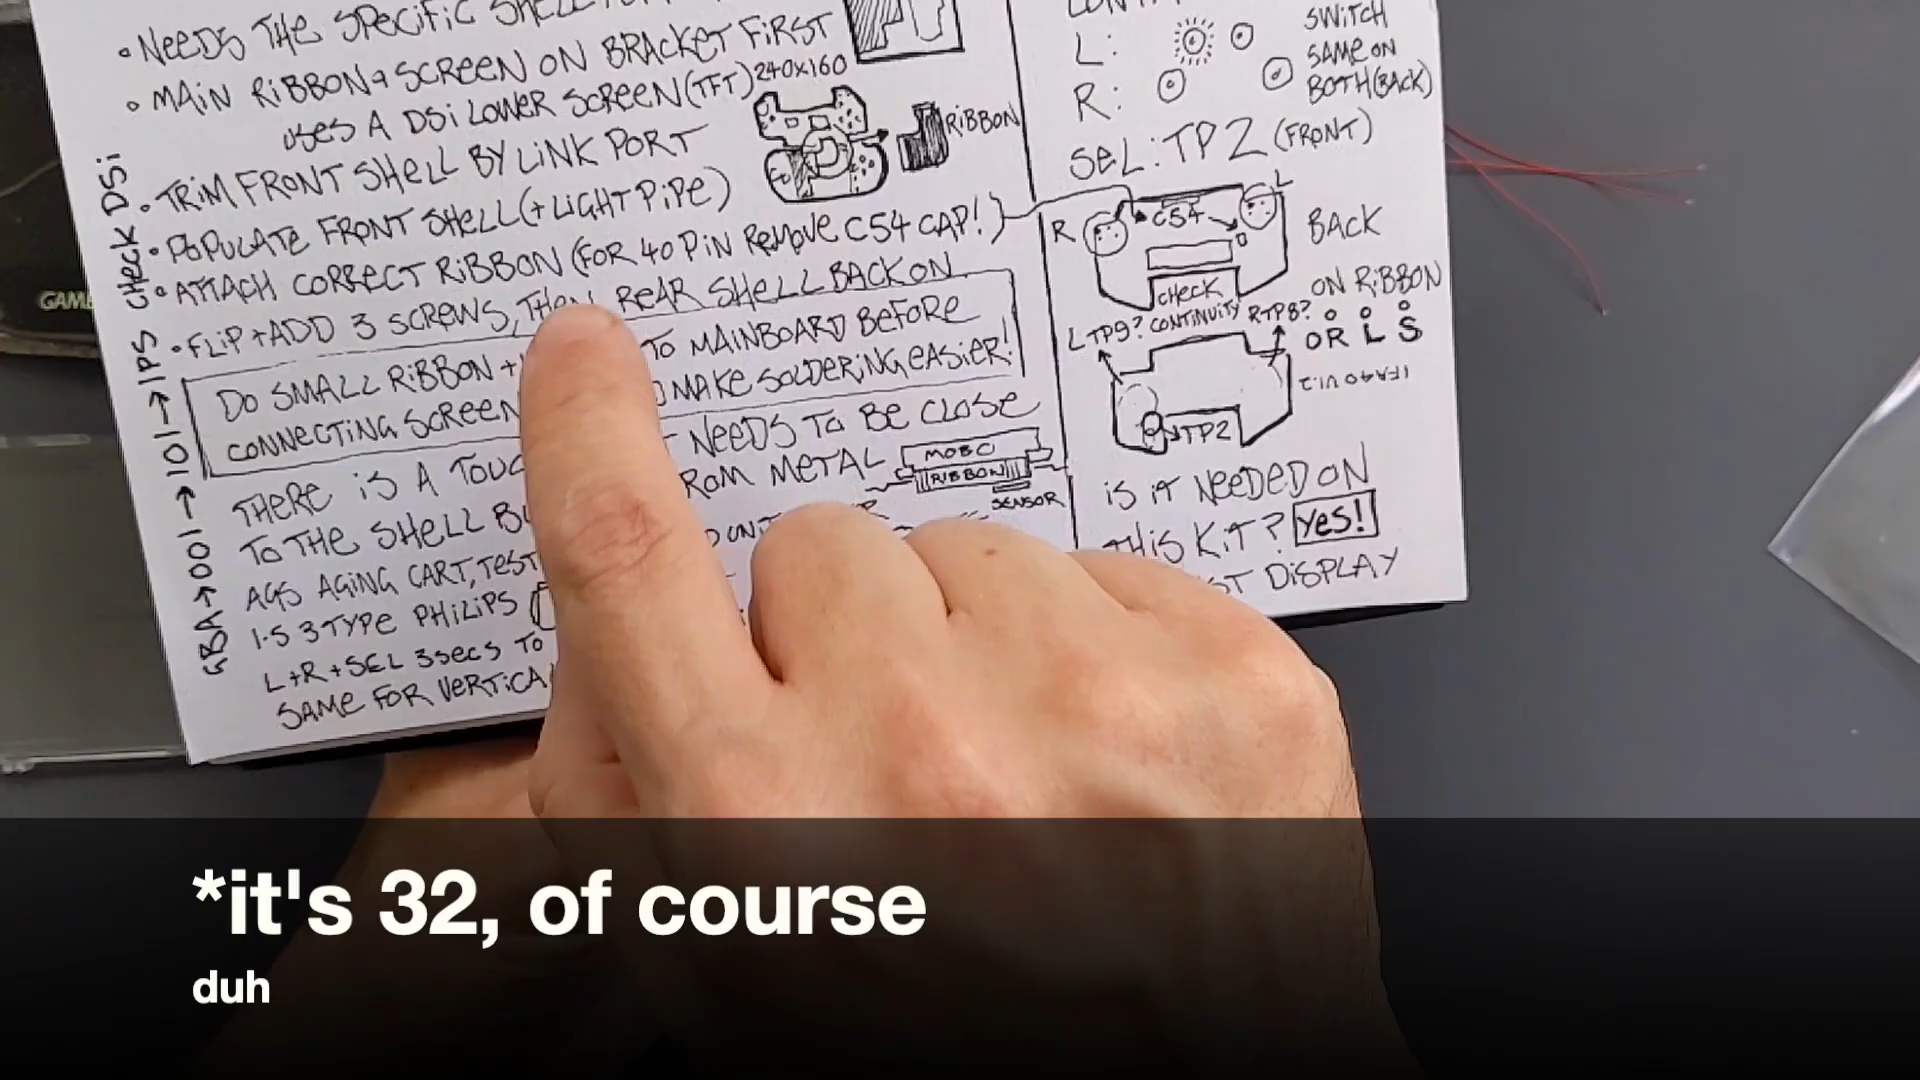 • NEEDS THE SPECIFIC SHELL
• MAIN RIBBON + SCREEN ON BRACKET FIRST
USES A DSI LOWER SCREEN (TFT) 240X160
• TRIM FRONT SHELL BY LINK PORT
• POPULATE FRONT SHELL (+ LIGHT PIPE)
• ATTACH CORRECT RIBBON (FOR 40 PIN REMOVE C54 CAP!)
• FLIP + ADD 3 SCREWS, THEN REAR SHELL BACK ON
DO SMALL RIBBON + TO MAINBOARD BEFORE
CONNECTING SCREEN MAKE SOLDERING EASIER!
THERE IS A NEEDS TO BE CLOSE
TO THE SHELL METAL
AGS AGING CART, TEST
1.5 3TYPE PHILIPS
L+R+SEL 3SECS TO
SAME FOR
GBA → 001 → 101 → IPS CHECK DSI
RIBBON
MOBO
RIBBON
SENSOR
L:
R:
SWITCH
SAME ON
BOTH (BACK)
SEL: TP2 (FRONT)
R C54 L
BACK
CHECK
CONTINUITY
ON RIBBON
LTP9? RTP8?
OR L S
IFA40 V1.2
TP2
IS IT NEEDED ON
THIS KIT? YES!
DISPLAY
GAME
*it's 32, of course
duh